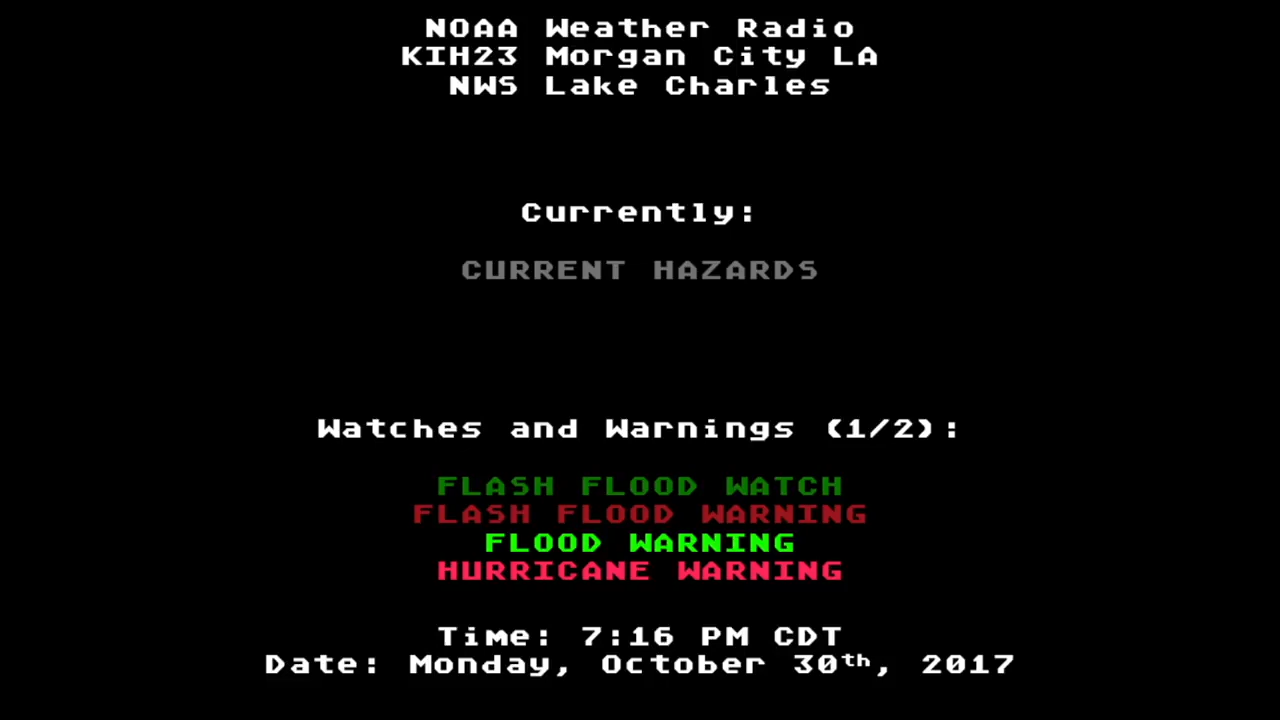 NOAA Weather Radio
KIH23 Morgan City LA
NWS Lake Charles
Currently:
CURRENT HAZARDS
Watches and Warnings (1/2):
FLASH FLOOD WATCH
FLASH FLOOD WARNING
FLOOD WARNING
HURRICANE WARNING
Time: 7:16 PM CDT
Date: Monday, October 30ᵗʰ, 2017